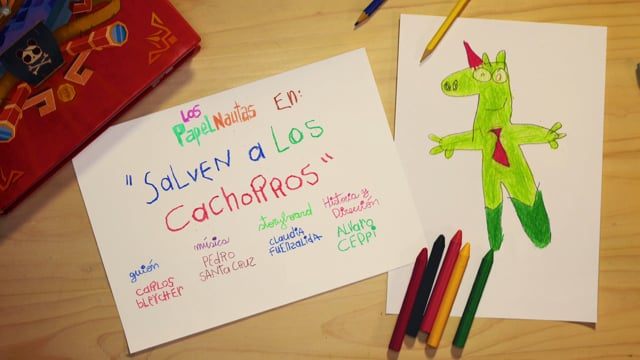 Los
PapelNautas En:
"SALVEN a Los
CachoRROS"
guión
CARLOS
bLETCHER
música
PEDRO
SANTA CRUZ
storyboard
CLAUDIA
FUENZALIDA
Historia y
Dirección
ALVARO
CEPPI